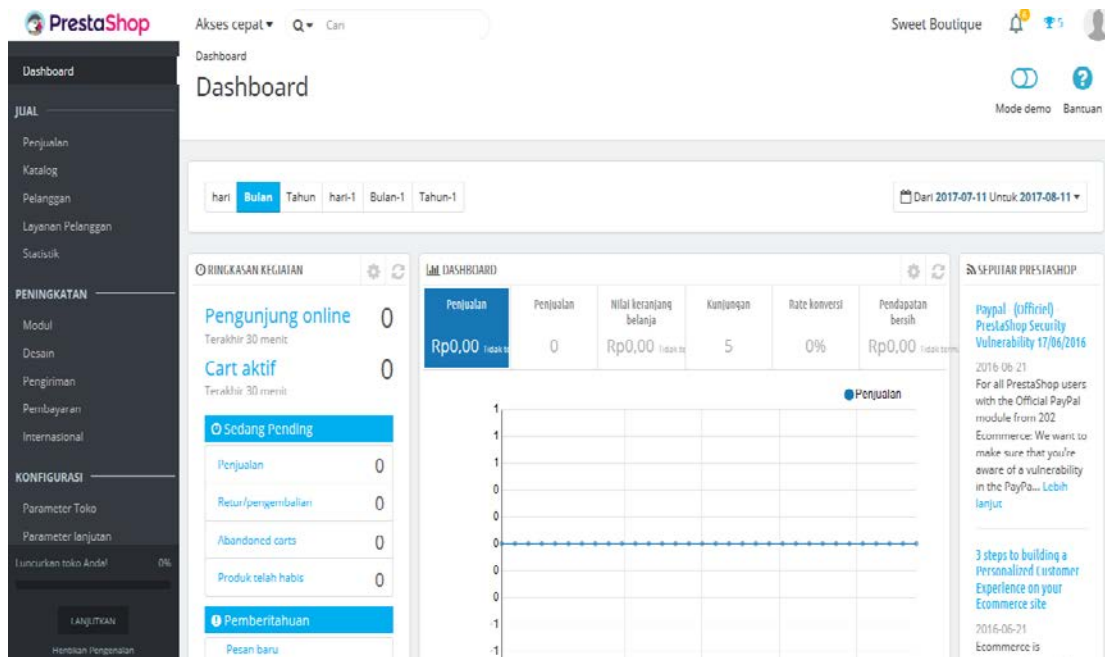 PrestaShop
Akses cepat
Cari
Sweet Boutique
5
Dashboard
Dashboard
Mode demo
Bantuan
Dashboard
JUAL
Penjualan
Katalog
Pelanggan
Layanan Pelanggan
Statistik
PENINGKATAN
Modul
Desain
Pengiriman
Pembayaran
Internasional
KONFIGURASI
Parameter Toko
Parameter lanjutan
Luncurkan toko Anda! 0%
LANJUTKAN
Hentikan Pengenalan
hari Bulan Tahun hari-1 Bulan-1 Tahun-1
Dari 2017-07-11 Untuk 2017-08-11
RINGKASAN KEGIATAN
Pengunjung online 0
Terakhir 30 menit
Cart aktif 0
Terakhir 30 menit
Sedang Pending
Penjualan 0
Retur/pengembalian 0
Abandoned carts 0
Produk telah habis 0
Pemberitahuan
Pesan baru
DASHBOARD
Penjualan
Rp0,00 Tidak te
Penjualan
0
Nilai keranjang
belanja
Rp0,00 Tidak te
Kunjungan
5
Rate konversi
0%
Pendapatan
bersih
Rp0,00 Tidak term
Penjualan
1
1
1
0
0
0
0
0
-1
-1
SEPUTAR PRESTASHOP
Paypal (Officiel)
PrestaShop Security
Vulnerability 17/06/2016
2016-06-21
For all PrestaShop users
with the Official PayPal
module from 202
Ecommerce: We want to
make sure that you're
aware of a vulnerability
in the PayPa... Lebih
lanjut
3 steps to building a
Personalized Customer
Experience on your
Ecommerce site
2016-06-21
Ecommerce is